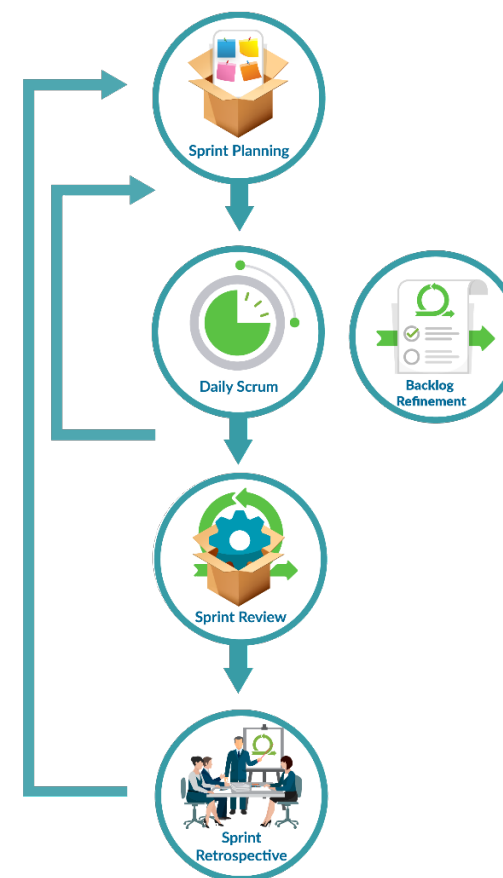 Sprint Planning
Daily Scrum
Backlog
Refinement
Sprint Review
Sprint
Retrospective